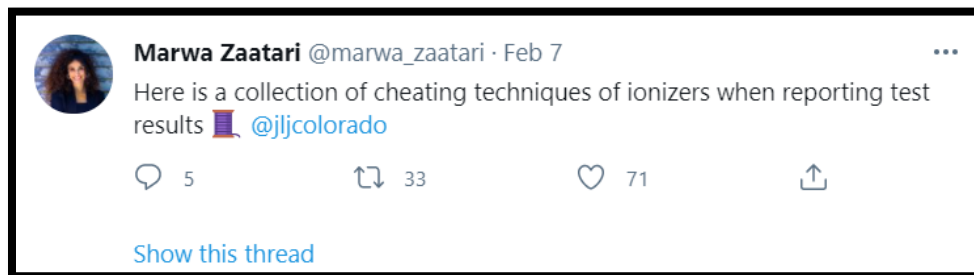 Marwa Zaatari @marwa_zaatari · Feb 7
Here is a collection of cheating techniques of ionizers when reporting test
results 🧵 @jljcolorado
5 33 71
Show this thread